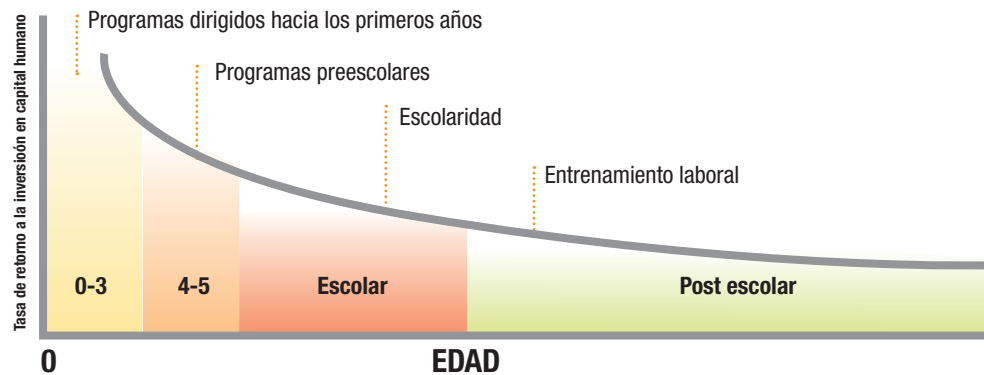 Programas dirigidos hacia los primeros años
Programas preescolares
Escolaridad
Entrenamiento laboral
Tasa de retorno a la inversioón en capital humano
0-3
4-5
Escolar
Post escolar
0
EDAD